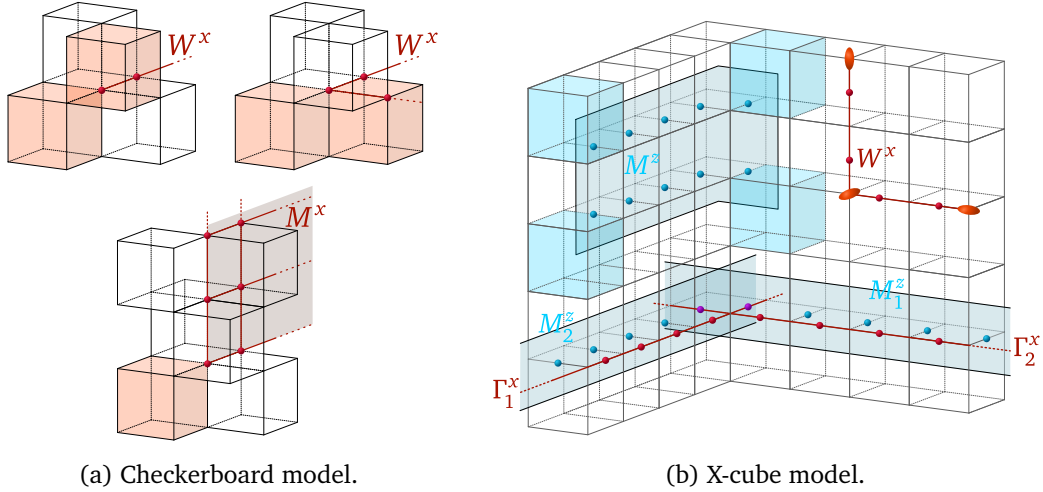 W^x
W^x
M^x
M^z
W^x
M_1^z
M_2^z
Γ_1^x
Γ_2^x
(a) Checkerboard model.
(b) X-cube model.